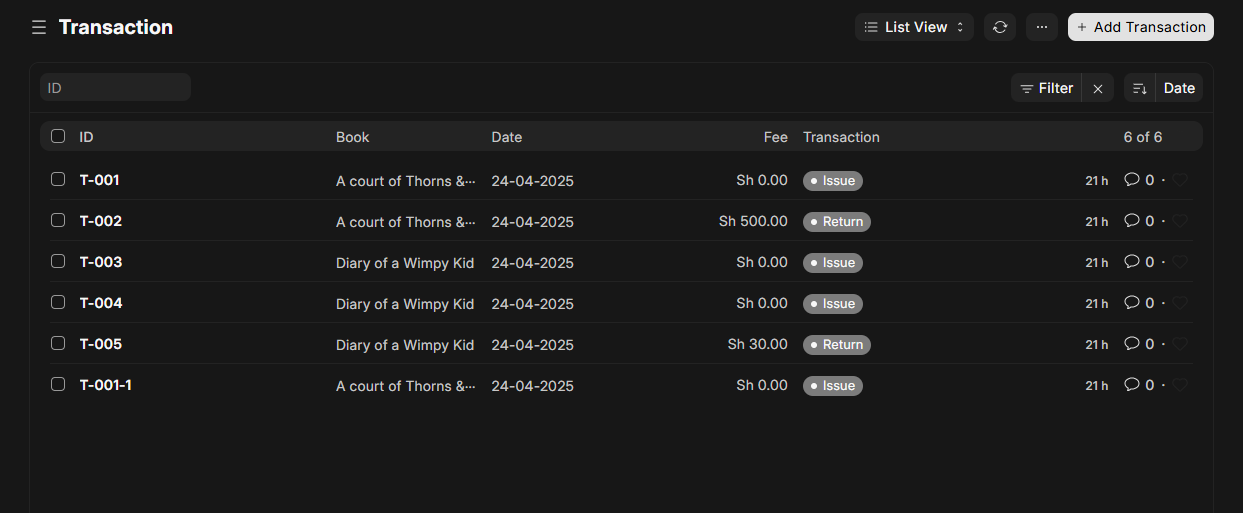 Transaction List View ··· + Add Transaction
ID Filter Date
ID Book Date Fee Transaction 6 of 6
T-001 A court of Thorns &··· 24-04-2025 Sh 0.00 Issue 21 h 0 ·
T-002 A court of Thorns &··· 24-04-2025 Sh 500.00 Return 21 h 0 ·
T-003 Diary of a Wimpy Kid 24-04-2025 Sh 0.00 Issue 21 h 0 ·
T-004 Diary of a Wimpy Kid 24-04-2025 Sh 0.00 Issue 21 h 0 ·
T-005 Diary of a Wimpy Kid 24-04-2025 Sh 30.00 Return 21 h 0 ·
T-001-1 A court of Thorns &··· 24-04-2025 Sh 0.00 Issue 21 h 0 ·